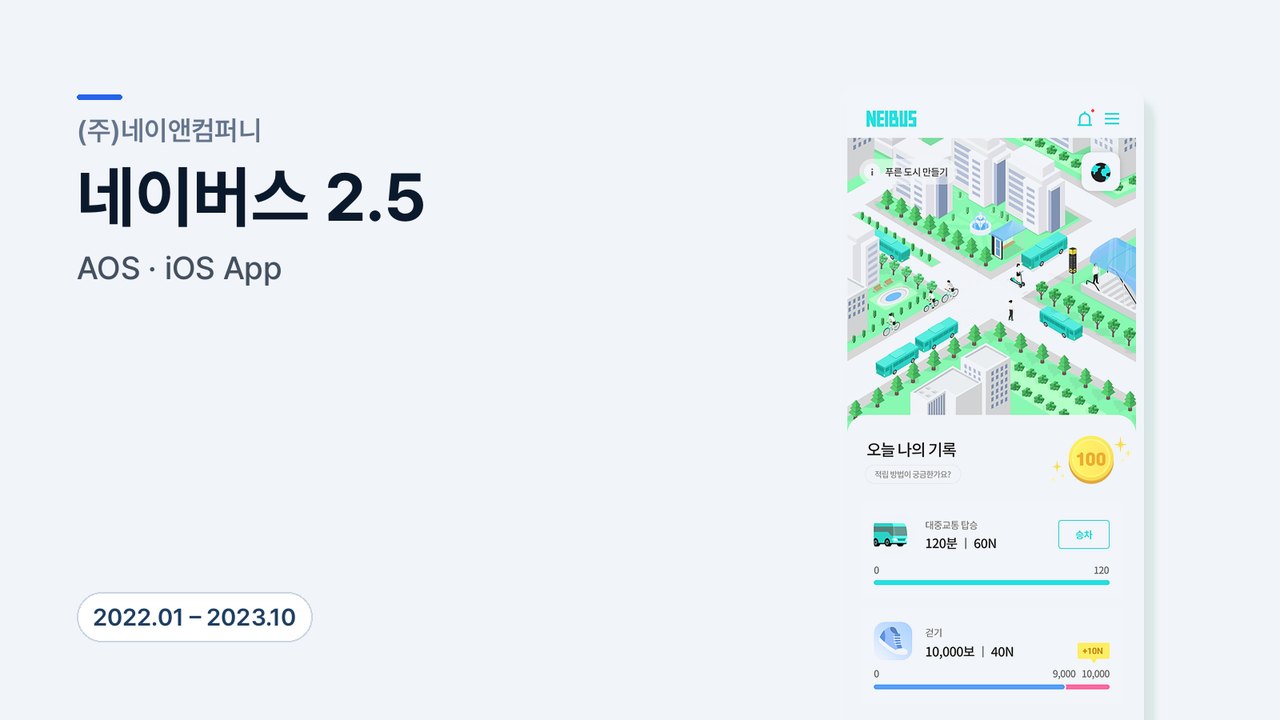 (주)네이앤컴퍼니
네이버스 2.5
AOS · iOS App
2022.01 – 2023.10
NEIBUS
i 푸른 도시 만들기
오늘 나의 기록
적립 방법이 궁금한가요?
100
대중교통 탑승
120분 | 60N
승차
0 120
걷기
10,000보 | 40N
+10N
0 9,000 10,000